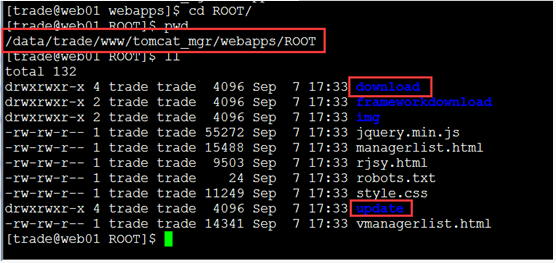 [trade@web01 webapps]$ cd ROOT/
[trade@web01 ROOT]$ pwd
/data/trade/www/tomcat_mgr/webapps/ROOT
[trade@web01 ROOT]$ ll
total 132
drwxrwxr-x 4 trade trade 4096 Sep 7 17:33 download
drwxrwxr-x 2 trade trade 4096 Sep 7 17:33 frameworkdownload
drwxrwxr-x 2 trade trade 4096 Sep 7 17:33 img
-rw-rw-r-- 1 trade trade 55272 Sep 7 17:33 jquery.min.js
-rw-rw-r-- 1 trade trade 15488 Sep 7 17:33 managerlist.html
-rw-rw-r-- 1 trade trade 9503 Sep 7 17:33 rjsy.html
-rw-rw-r-- 1 trade trade 24 Sep 7 17:33 robots.txt
-rw-rw-r-- 1 trade trade 11249 Sep 7 17:33 style.css
drwxrwxr-x 4 trade trade 4096 Sep 7 17:33 update
-rw-rw-r-- 1 trade trade 14341 Sep 7 17:33 vmanagerlist.html
[trade@web01 ROOT]$